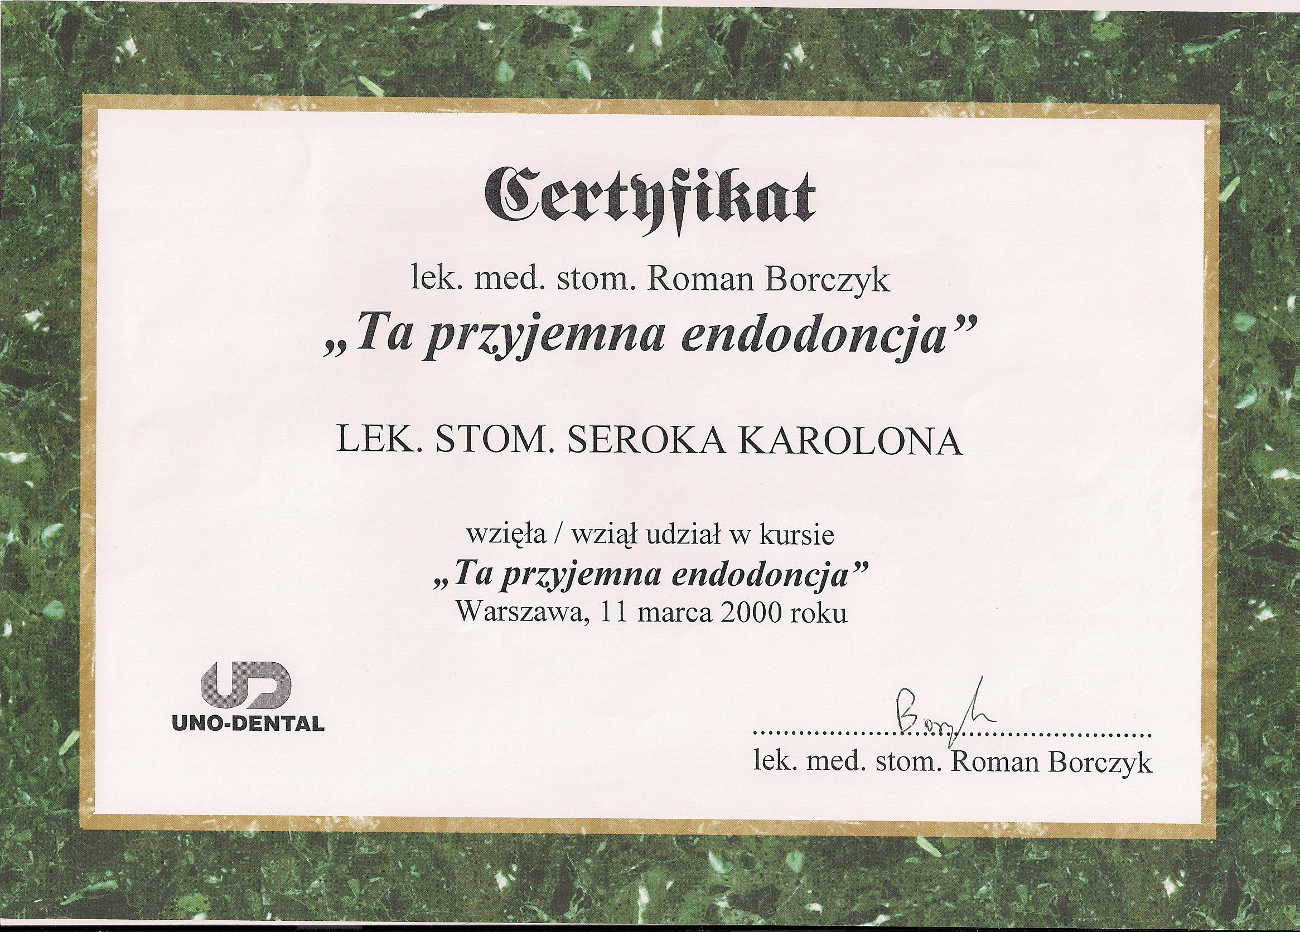 Certyfikat
lek. med. stom. Roman Borczyk
„Ta przyjemna endodoncja”
LEK. STOM. SEROKA KAROLONA
wzięła / wziął udział w kursie
„Ta przyjemna endodoncja”
Warszawa, 11 marca 2000 roku
UD
UNO-DENTAL
lek. med. stom. Roman Borczyk